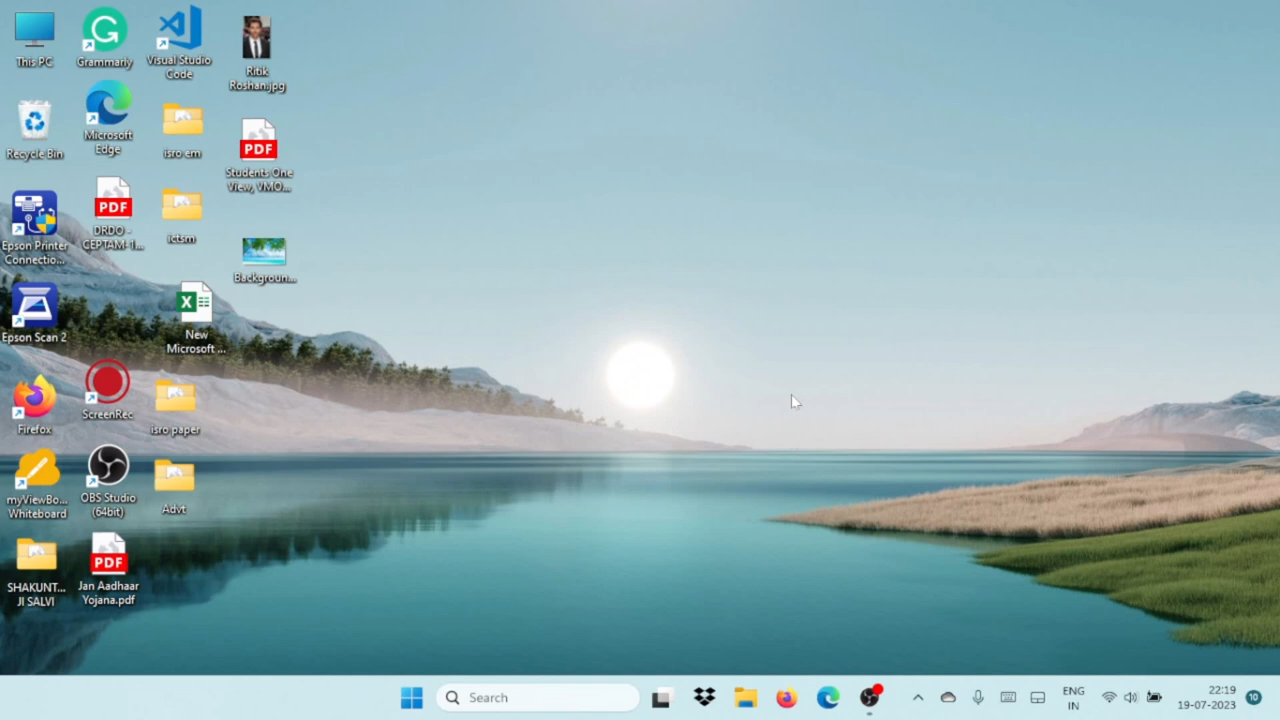 This PC
Grammarly
Visual Studio
Code
Ritik
Roshan.jpg
Recycle Bin
Microsoft
Edge
isro em
PDF
Students One
View, VMO...
Epson Printer
Connectio...
PDF
DRDO -
CEPTAM-1...
ictsm
Backgroun...
Epson Scan 2
New
Microsoft ...
Firefox
ScreenRec
isro paper
myViewBo...
Whiteboard
OBS Studio
(64bit)
Advt
SHAKUNT...
JI SALVI
PDF
Jan Aadhaar
Yojana.pdf
Search
ENG
IN
22:19
19-07-2023
10